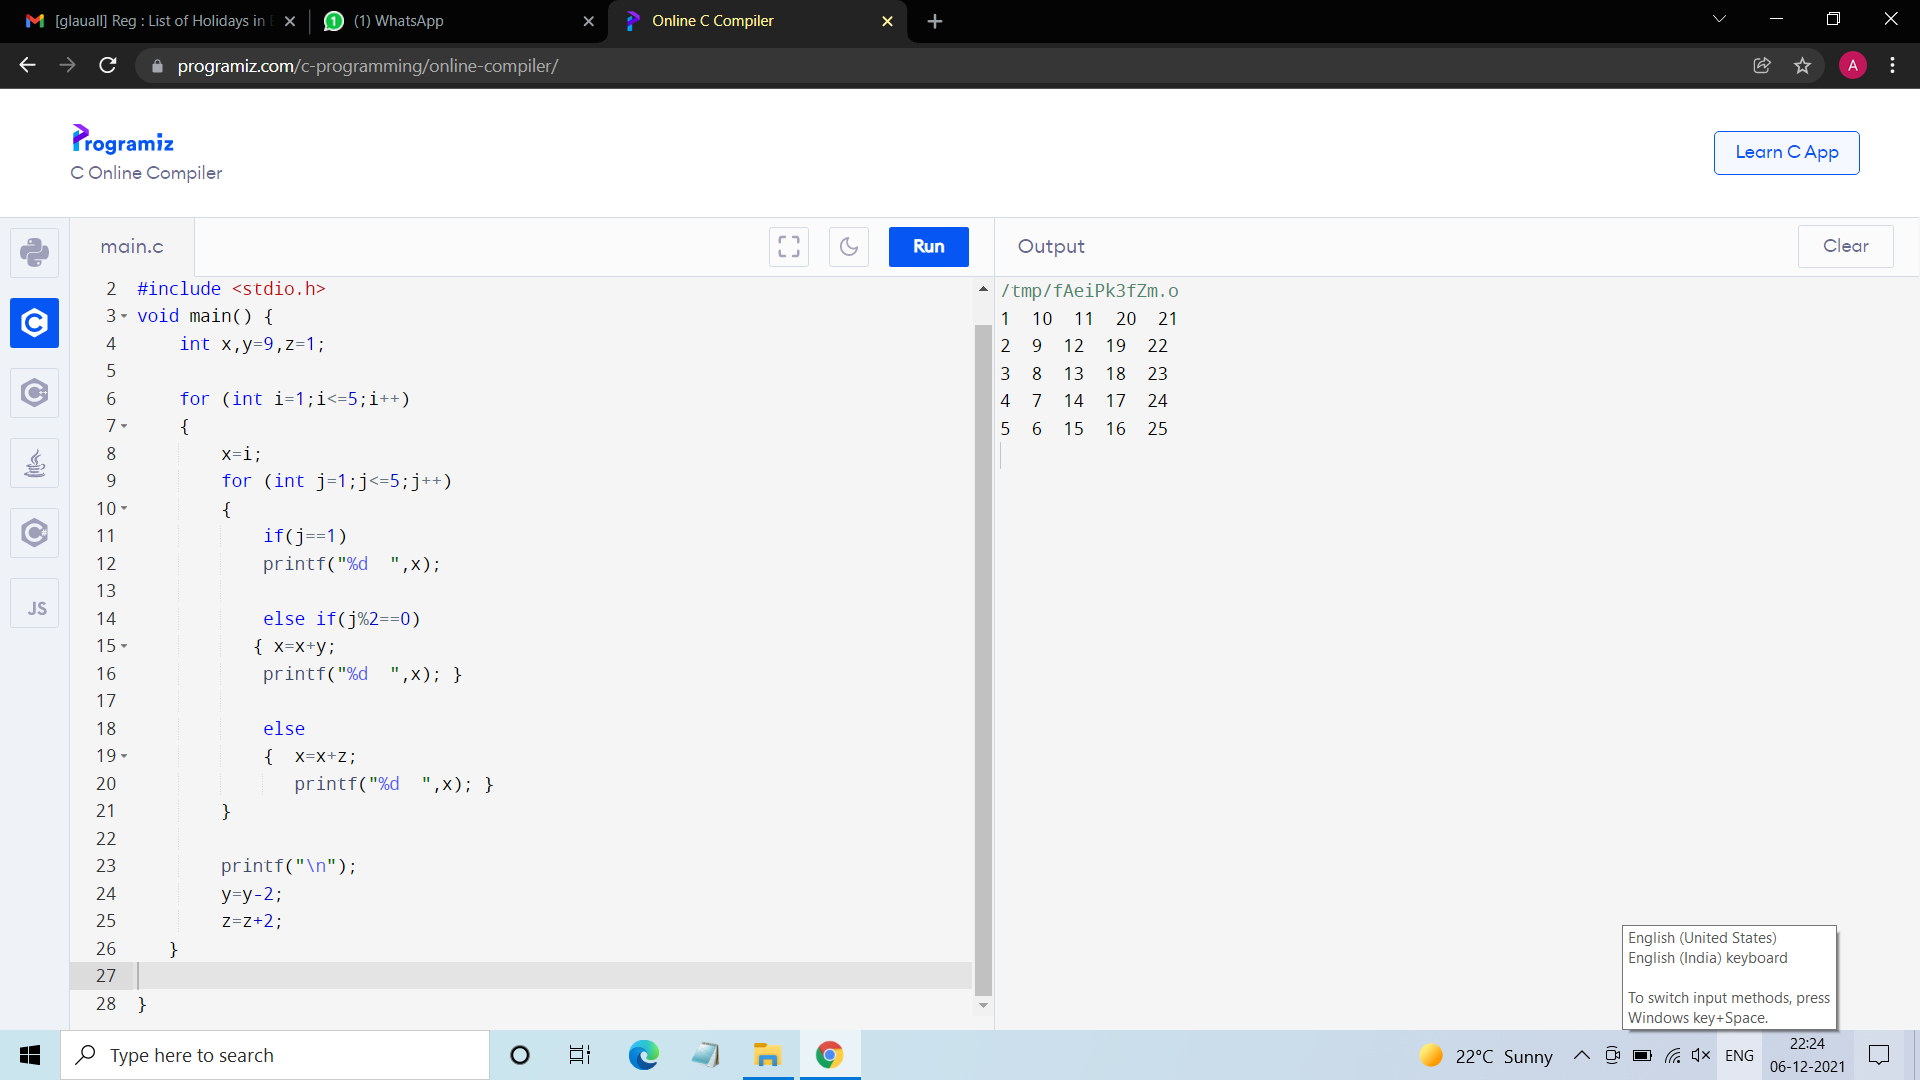 [glauall] Reg : List of Holidays in
(1) WhatsApp
Online C Compiler
programiz.com/c-programming/online-compiler/
A
Programiz
C Online Compiler
Learn C App
main.c
Run
Output
Clear
2 #include <stdio.h>
3 void main() {
4 int x,y=9,z=1;
5
6 for (int i=1;i<=5;i++)
7 {
8 x=i;
9 for (int j=1;j<=5;j++)
10 {
11 if(j==1)
12 printf("%d  ",x);
13
14 else if(j%2==0)
15 { x=x+y;
16 printf("%d  ",x); }
17
18 else
19 {  x=x+z;
20 printf("%d  ",x); }
21 }
22
23 printf("\n");
24 y=y-2;
25 z=z+2;
26 }
27
28 }
/tmp/fAeiPk3fZm.o
1  10  11  20  21
2  9  12  19  22
3  8  13  18  23
4  7  14  17  24
5  6  15  16  25
JS
English (United States)
English (India) keyboard
To switch input methods, press
Windows key+Space.
Type here to search
22°C Sunny
ENG
22:24
06-12-2021